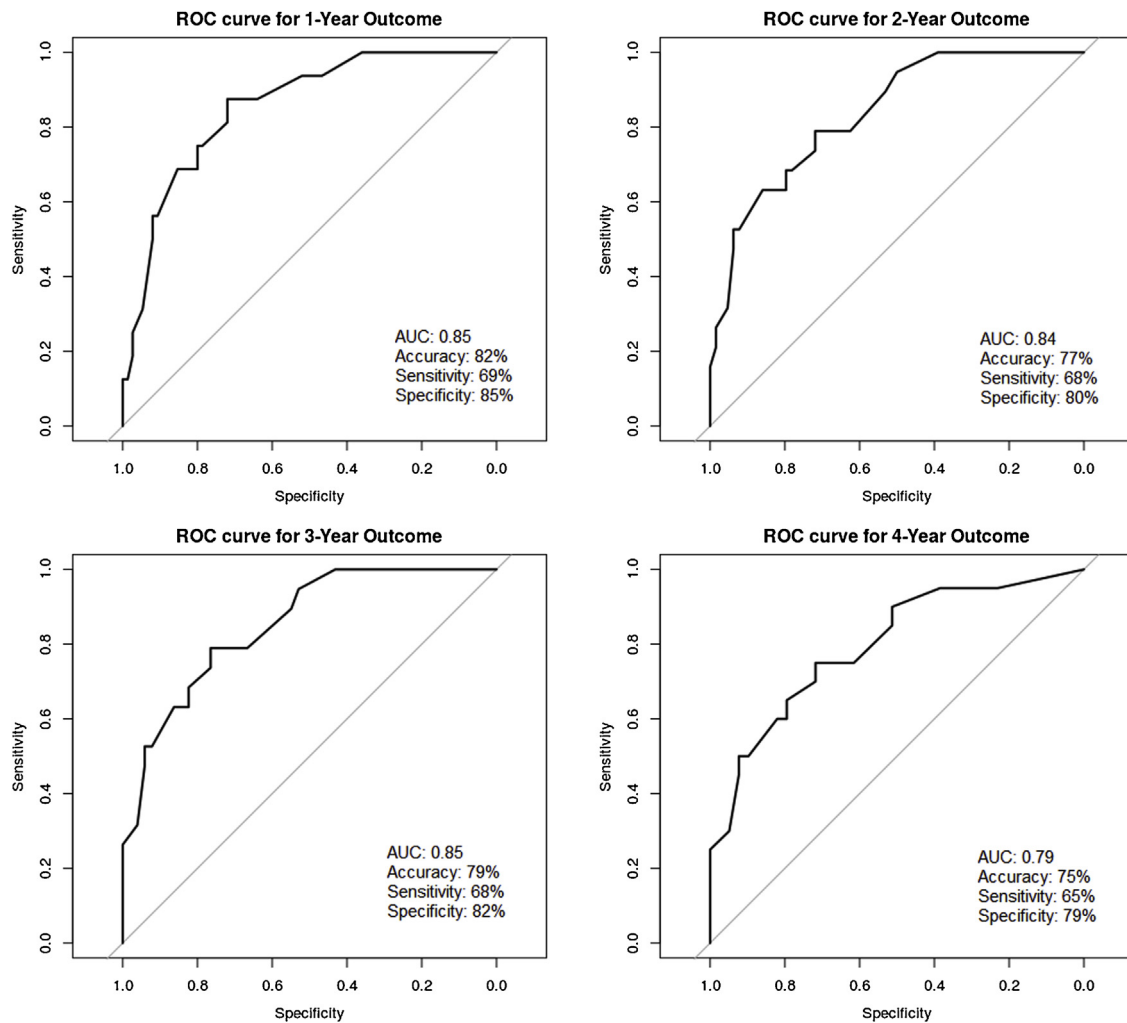 ROC curve for 1-Year Outcome
1.0
0.8
0.6
0.4
0.2
0.0
Sensitivity
AUC: 0.85
Accuracy: 82%
Sensitivity: 69%
Specificity: 85%
1.0 0.8 0.6 0.4 0.2 0.0
Specificity
ROC curve for 2-Year Outcome
1.0
0.8
0.6
0.4
0.2
0.0
Sensitivity
AUC: 0.84
Accuracy: 77%
Sensitivity: 68%
Specificity: 80%
1.0 0.8 0.6 0.4 0.2 0.0
Specificity
ROC curve for 3-Year Outcome
1.0
0.8
0.6
0.4
0.2
0.0
Sensitivity
AUC: 0.85
Accuracy: 79%
Sensitivity: 68%
Specificity: 82%
1.0 0.8 0.6 0.4 0.2 0.0
Specificity
ROC curve for 4-Year Outcome
1.0
0.8
0.6
0.4
0.2
0.0
Sensitivity
AUC: 0.79
Accuracy: 75%
Sensitivity: 65%
Specificity: 79%
1.0 0.8 0.6 0.4 0.2 0.0
Specificity